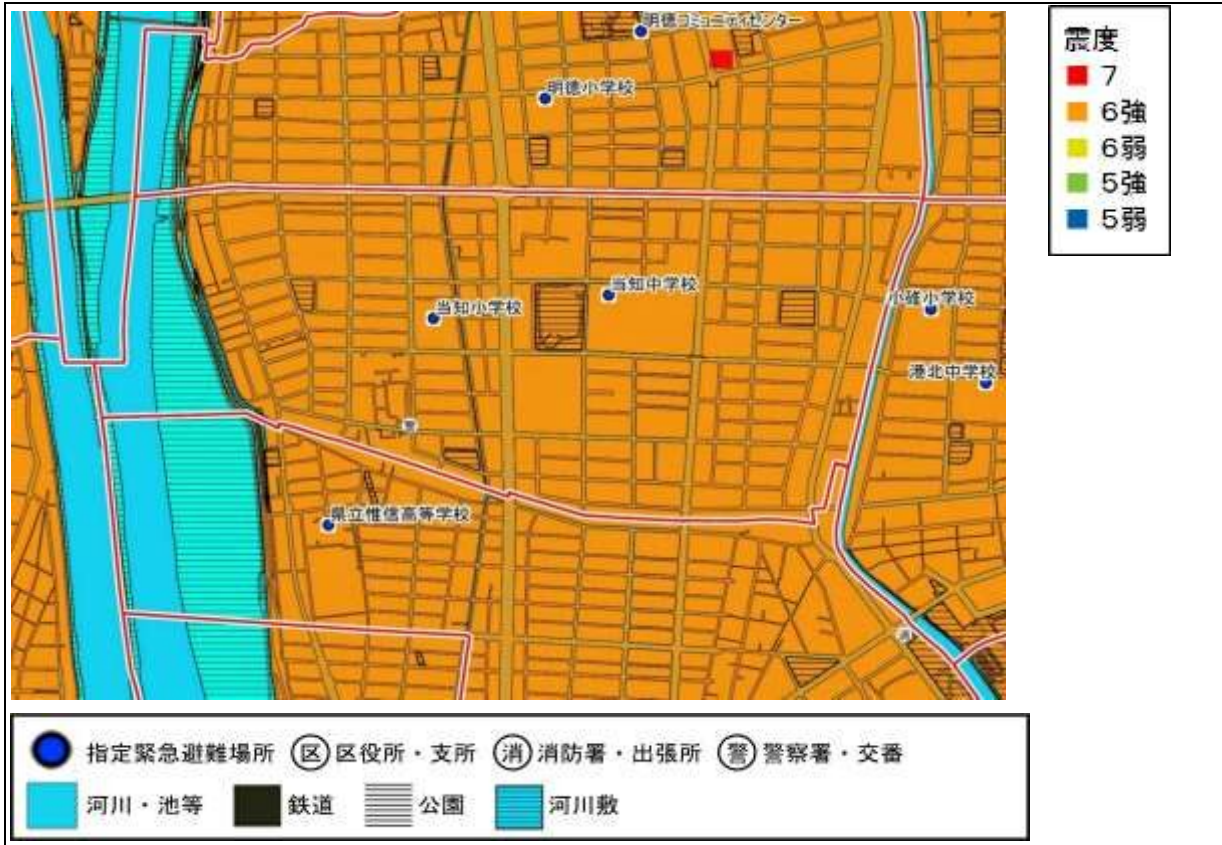 明徳コミュニティセンター
明徳小学校
当知中学校
当知小学校
小碓小学校
港北中学校
警
県立惟信高等学校
消
震度
7
6強
6弱
5強
5弱
指定緊急避難場所
区 区役所・支所
消 消防署・出張所
警 警察署・交番
河川・池等
鉄道
公園
河川敷